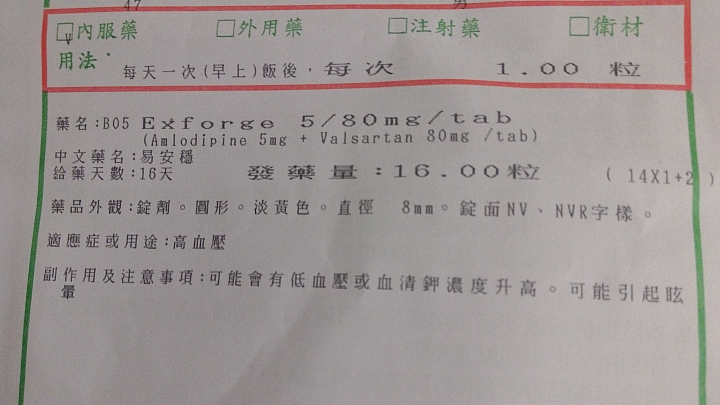 47 男
☑內服藥 □外用藥 □注射藥 □衛材
用法： 每天一次(早上)飯後，每次 1.00 粒
藥名:B05 Exforge 5/80mg/tab
(Amlodipine 5mg + Valsartan 80mg /tab)
中文藥名:易安穩
給藥天數:16天 發藥量:16.00粒 ( 14X1+2 )
藥品外觀:錠劑。圓形。淡黃色。直徑 8mm。錠面NV、NVR字樣。
適應症或用途:高血壓
副作用及注意事項:可能會有低血壓或血清鉀濃度升高。可能引起眩
暈